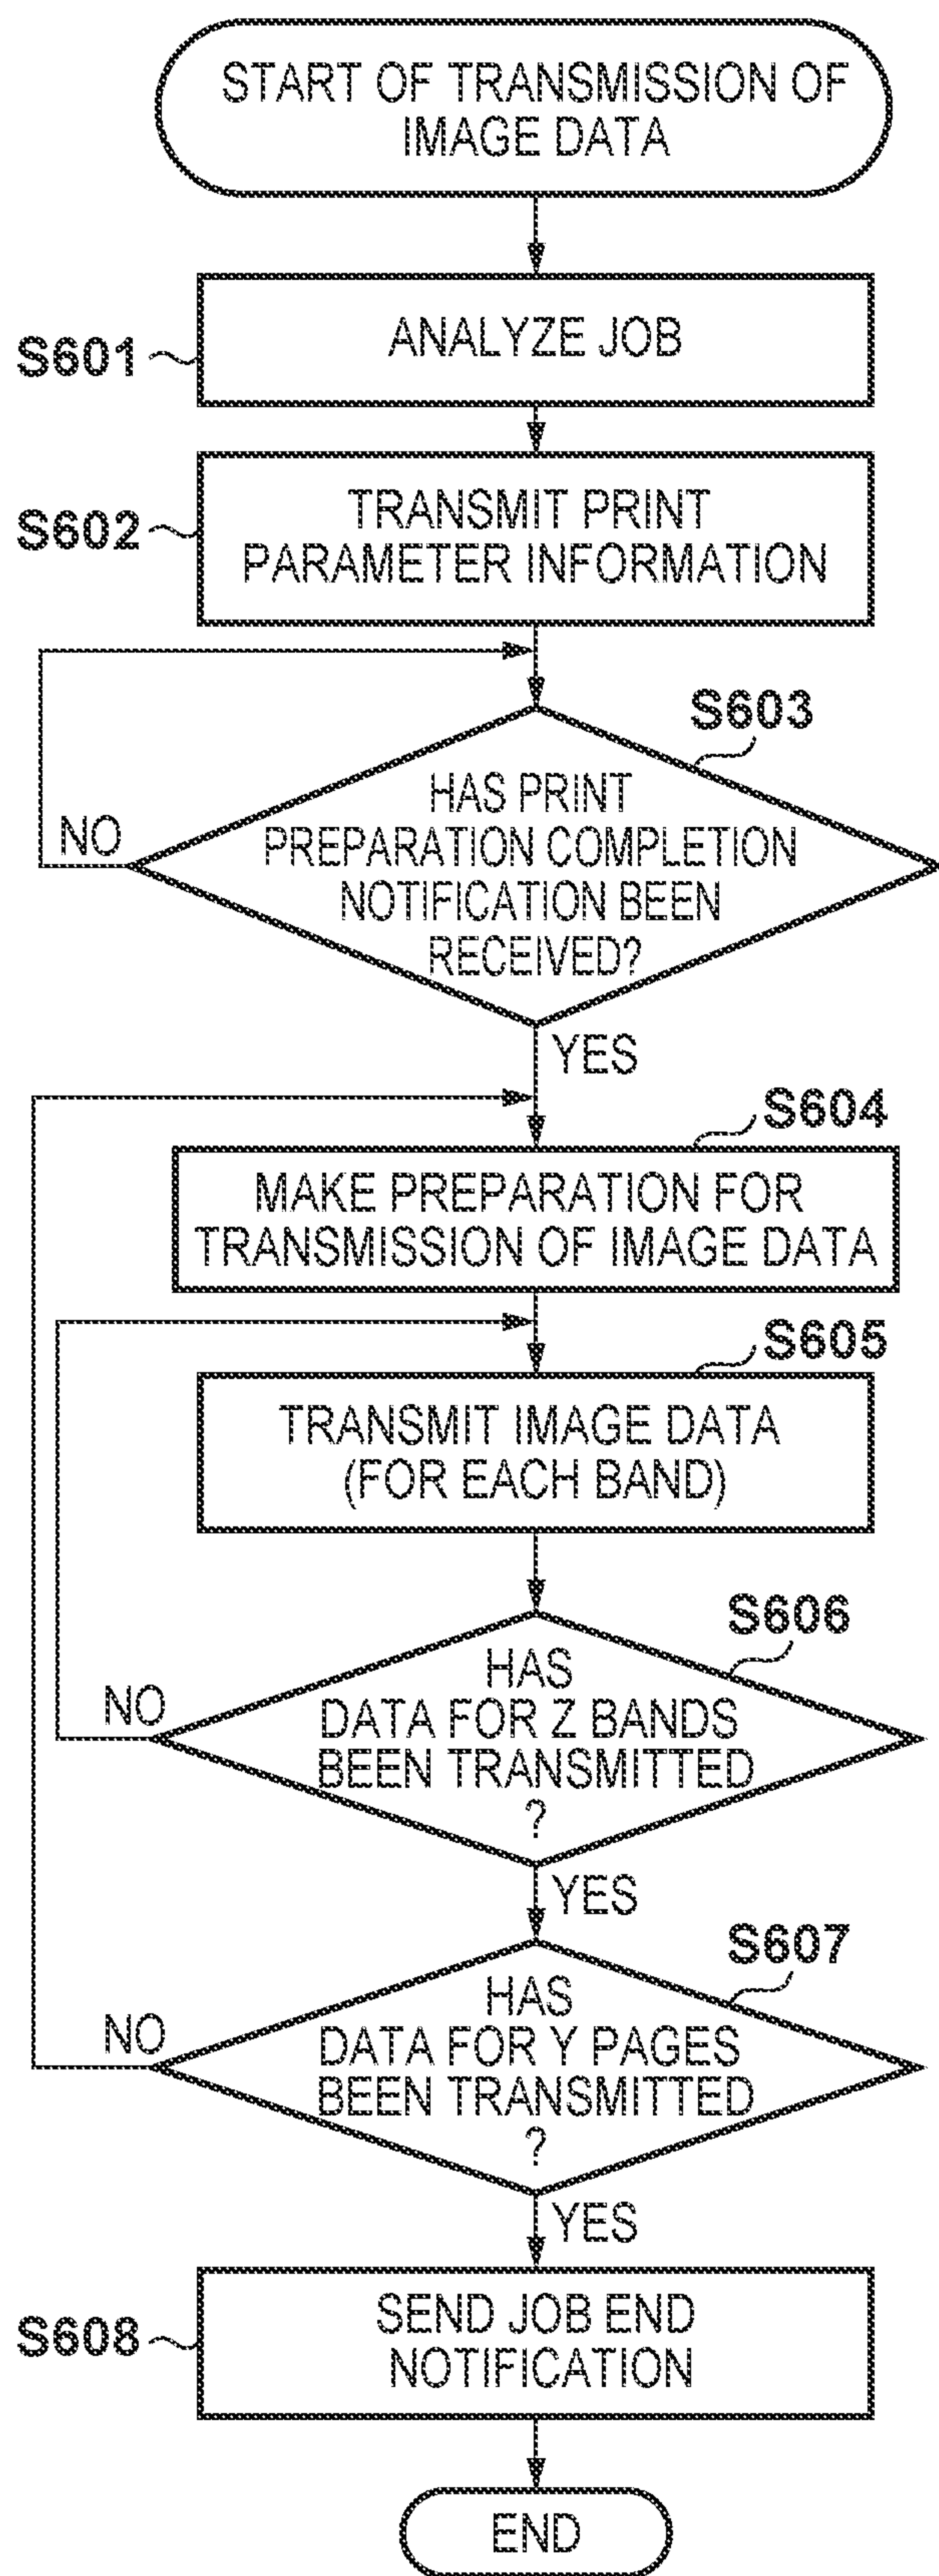 START OF TRANSMISSION OF
IMAGE DATA
S601
ANALYZE JOB
S602
TRANSMIT PRINT
PARAMETER INFORMATION
S603
NO
HAS PRINT
PREPARATION COMPLETION
NOTIFICATION BEEN
RECEIVED?
YES
S604
MAKE PREPARATION FOR
TRANSMISSION OF IMAGE DATA
S605
TRANSMIT IMAGE DATA
(FOR EACH BAND)
S606
NO
HAS
DATA FOR Z BANDS
BEEN TRANSMITTED
?
YES
S607
NO
HAS
DATA FOR Y PAGES
BEEN TRANSMITTED
?
YES
S608
SEND JOB END
NOTIFICATION
END